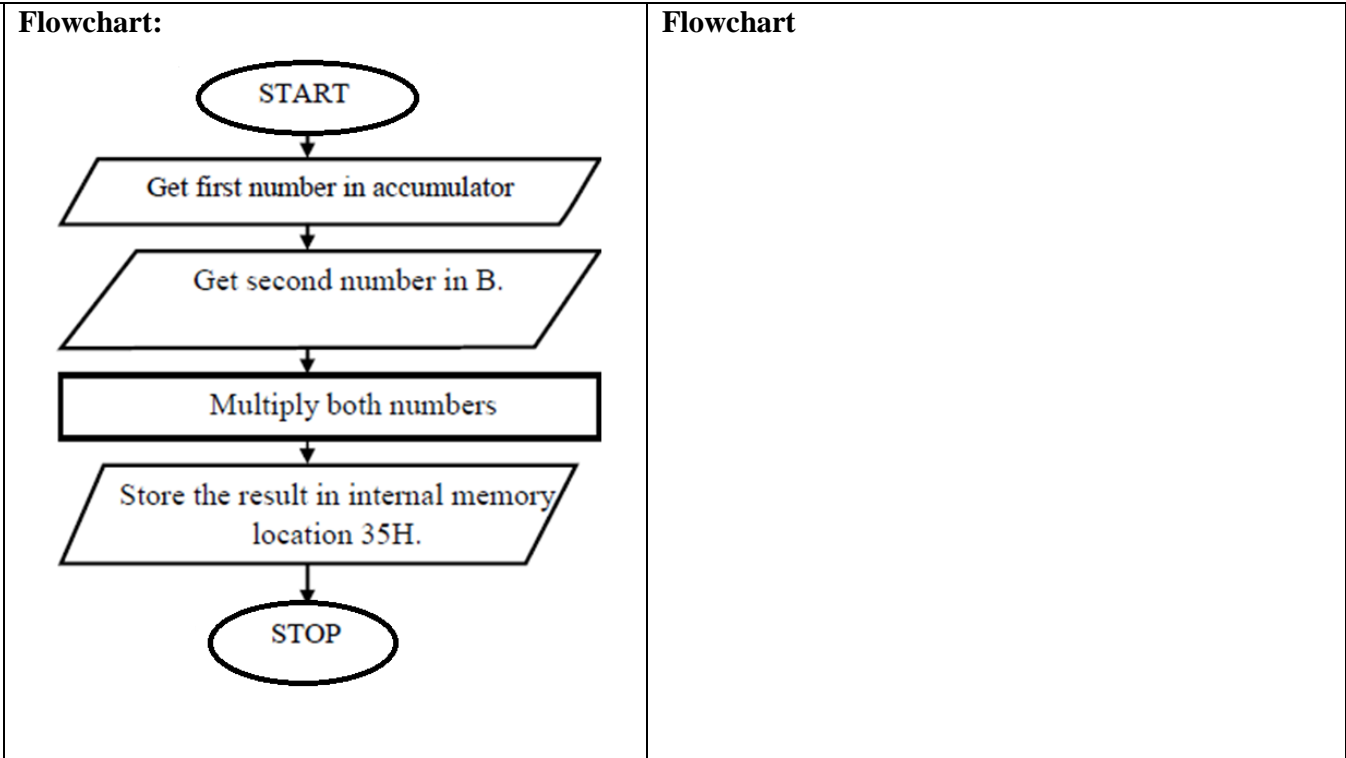 Flowchart:
START
Get first number in accumulator
Get second number in B.
Multiply both numbers
Store the result in internal memory
location 35H.
STOP
Flowchart